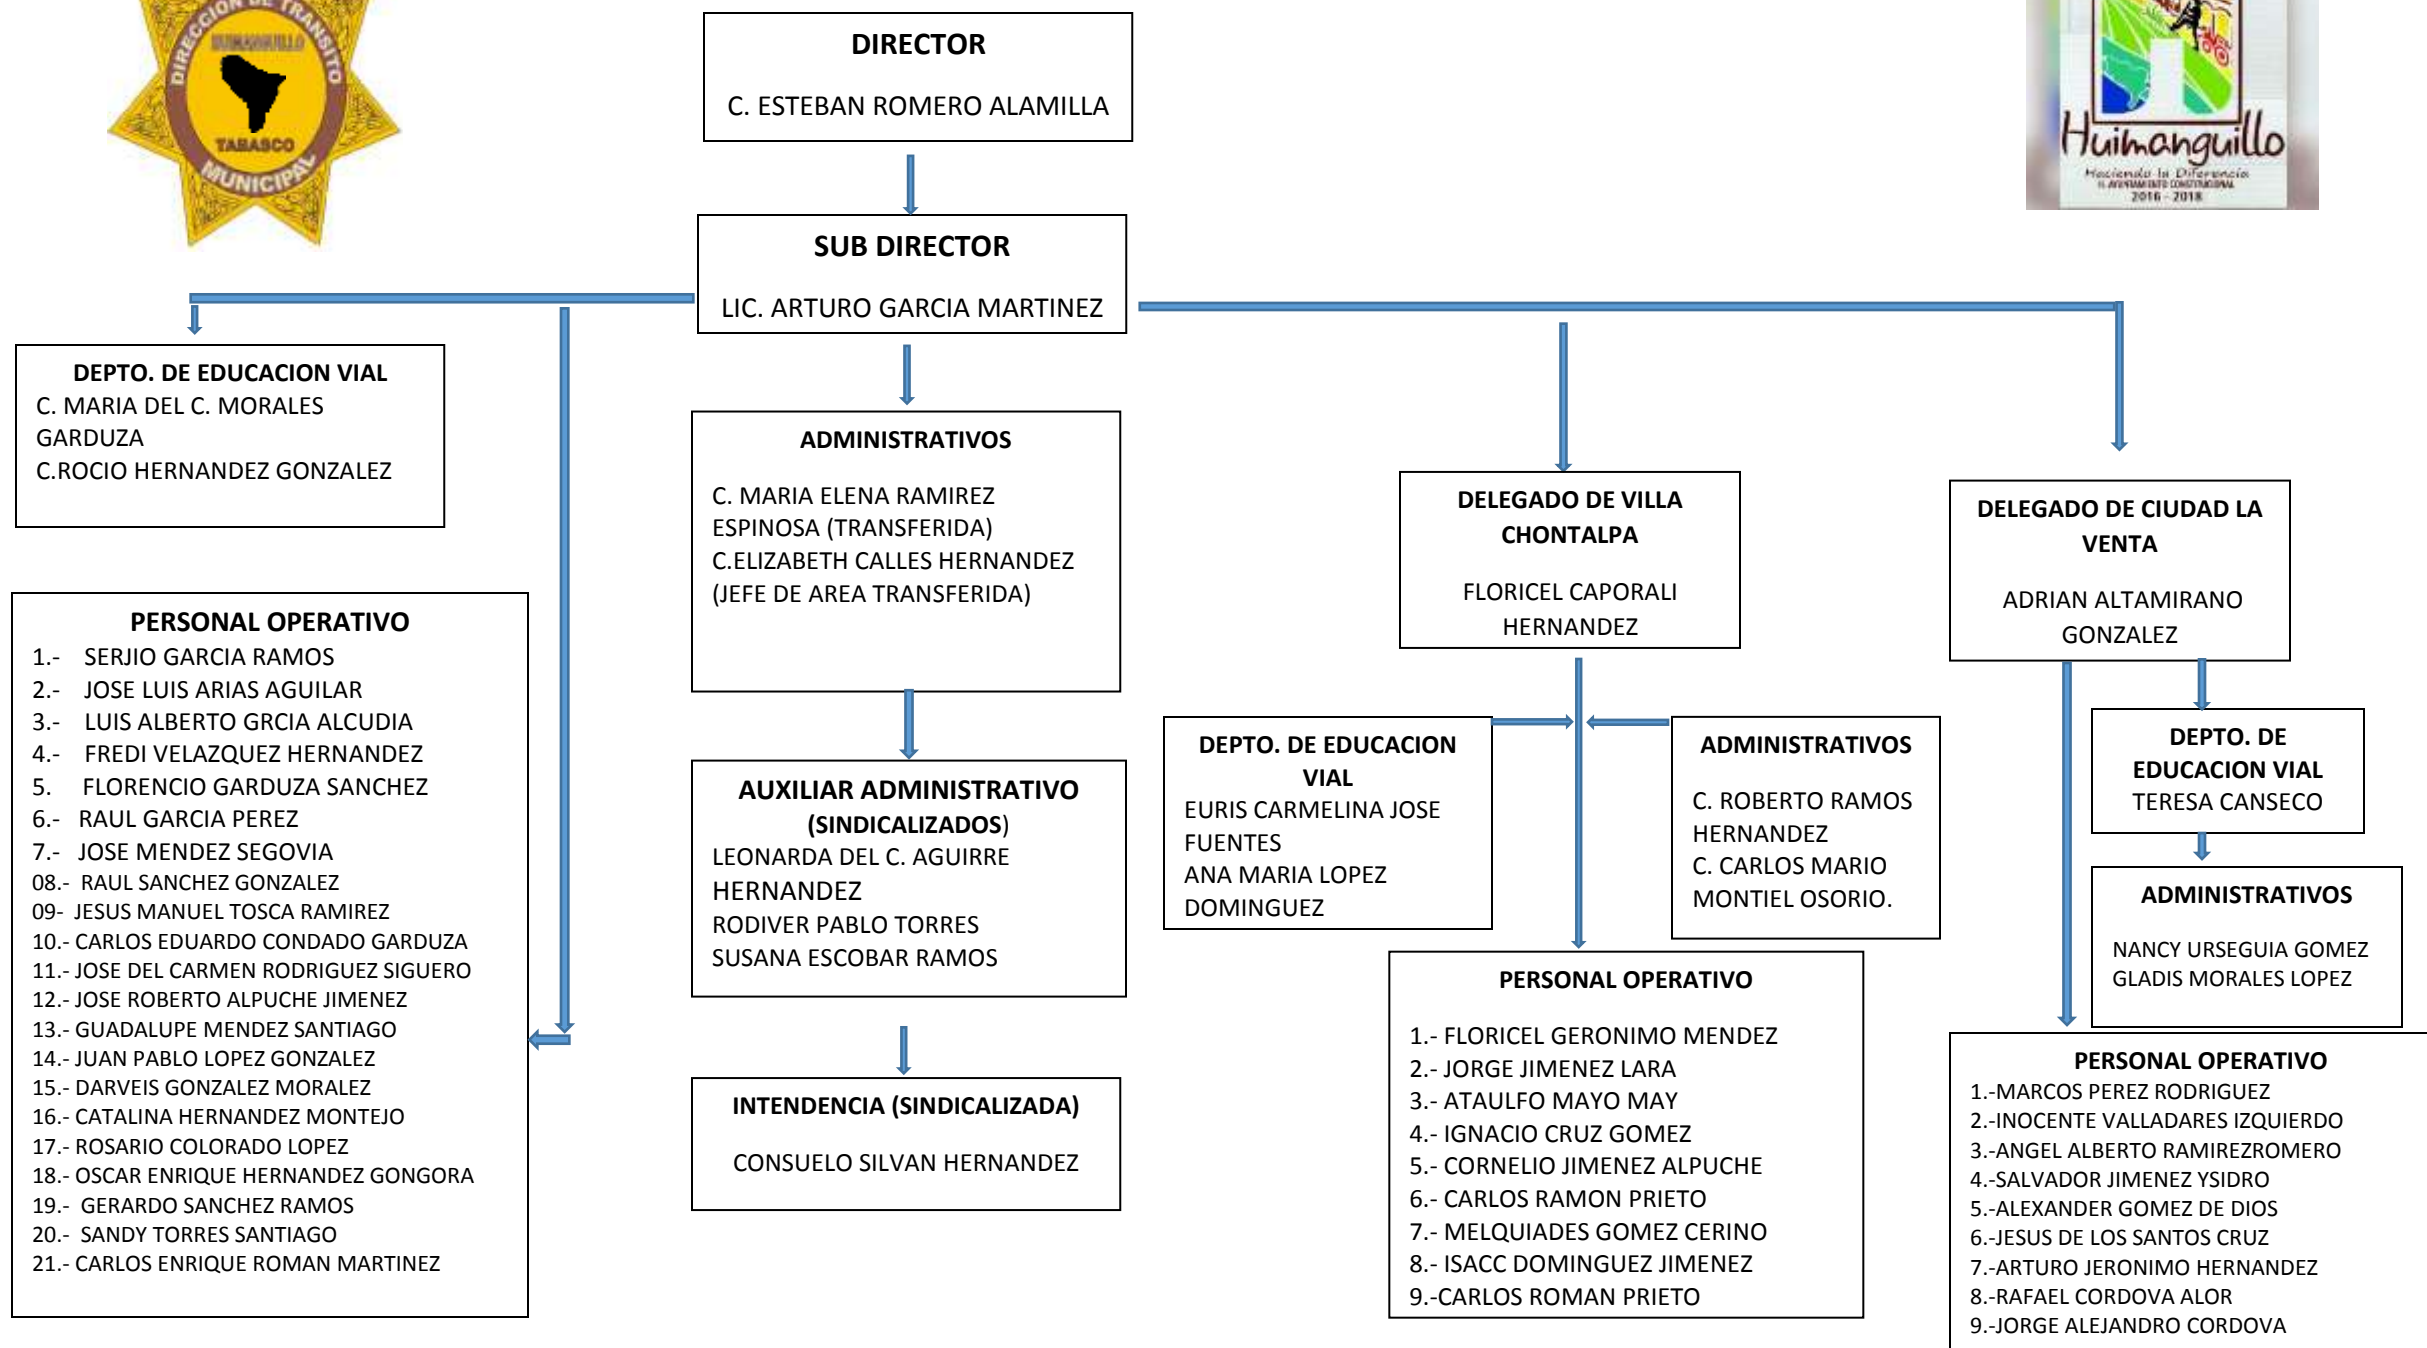 DIRECCION DE TRANSITO
HUIMANGUILLO
TABASCO
MUNICIPAL
DIRECTOR
C. ESTEBAN ROMERO ALAMILLA
Huimanguillo
Haciendo la Diferencia
H. AYUNTAMIENTO CONSTITUCIONAL
2016 - 2018
SUB DIRECTOR
LIC. ARTURO GARCIA MARTINEZ
DEPTO. DE EDUCACION VIAL
C. MARIA DEL C. MORALES
GARDUZA
C.ROCIO HERNANDEZ GONZALEZ
PERSONAL OPERATIVO
1.- SERJIO GARCIA RAMOS
2.- JOSE LUIS ARIAS AGUILAR
3.- LUIS ALBERTO GRCIA ALCUDIA
4.- FREDI VELAZQUEZ HERNANDEZ
5. FLORENCIO GARDUZA SANCHEZ
6.- RAUL GARCIA PEREZ
7.- JOSE MENDEZ SEGOVIA
08.- RAUL SANCHEZ GONZALEZ
09- JESUS MANUEL TOSCA RAMIREZ
10.- CARLOS EDUARDO CONDADO GARDUZA
11.- JOSE DEL CARMEN RODRIGUEZ SIGUERO
12.- JOSE ROBERTO ALPUCHE JIMENEZ
13.- GUADALUPE MENDEZ SANTIAGO
14.- JUAN PABLO LOPEZ GONZALEZ
15.- DARVEIS GONZALEZ MORALEZ
16.- CATALINA HERNANDEZ MONTEJO
17.- ROSARIO COLORADO LOPEZ
18.- OSCAR ENRIQUE HERNANDEZ GONGORA
19.- GERARDO SANCHEZ RAMOS
20.- SANDY TORRES SANTIAGO
21.- CARLOS ENRIQUE ROMAN MARTINEZ
ADMINISTRATIVOS
C. MARIA ELENA RAMIREZ
ESPINOSA (TRANSFERIDA)
C.ELIZABETH CALLES HERNANDEZ
(JEFE DE AREA TRANSFERIDA)
AUXILIAR ADMINISTRATIVO
(SINDICALIZADOS)
LEONARDA DEL C. AGUIRRE
HERNANDEZ
RODIVER PABLO TORRES
SUSANA ESCOBAR RAMOS
INTENDENCIA (SINDICALIZADA)
CONSUELO SILVAN HERNANDEZ
DELEGADO DE VILLA
CHONTALPA
FLORICEL CAPORALI
HERNANDEZ
DEPTO. DE EDUCACION
VIAL
EURIS CARMELINA JOSE
FUENTES
ANA MARIA LOPEZ
DOMINGUEZ
ADMINISTRATIVOS
C. ROBERTO RAMOS
HERNANDEZ
C. CARLOS MARIO
MONTIEL OSORIO.
PERSONAL OPERATIVO
1.- FLORICEL GERONIMO MENDEZ
2.- JORGE JIMENEZ LARA
3.- ATAULFO MAYO MAY
4.- IGNACIO CRUZ GOMEZ
5.- CORNELIO JIMENEZ ALPUCHE
6.- CARLOS RAMON PRIETO
7.- MELQUIADES GOMEZ CERINO
8.- ISACC DOMINGUEZ JIMENEZ
9.-CARLOS ROMAN PRIETO
DELEGADO DE CIUDAD LA
VENTA
ADRIAN ALTAMIRANO
GONZALEZ
DEPTO. DE
EDUCACION VIAL
TERESA CANSECO
ADMINISTRATIVOS
NANCY URSEGUIA GOMEZ
GLADIS MORALES LOPEZ
PERSONAL OPERATIVO
1.-MARCOS PEREZ RODRIGUEZ
2.-INOCENTE VALLADARES IZQUIERDO
3.-ANGEL ALBERTO RAMIREZROMERO
4.-SALVADOR JIMENEZ YSIDRO
5.-ALEXANDER GOMEZ DE DIOS
6.-JESUS DE LOS SANTOS CRUZ
7.-ARTURO JERONIMO HERNANDEZ
8.-RAFAEL CORDOVA ALOR
9.-JORGE ALEJANDRO CORDOVA